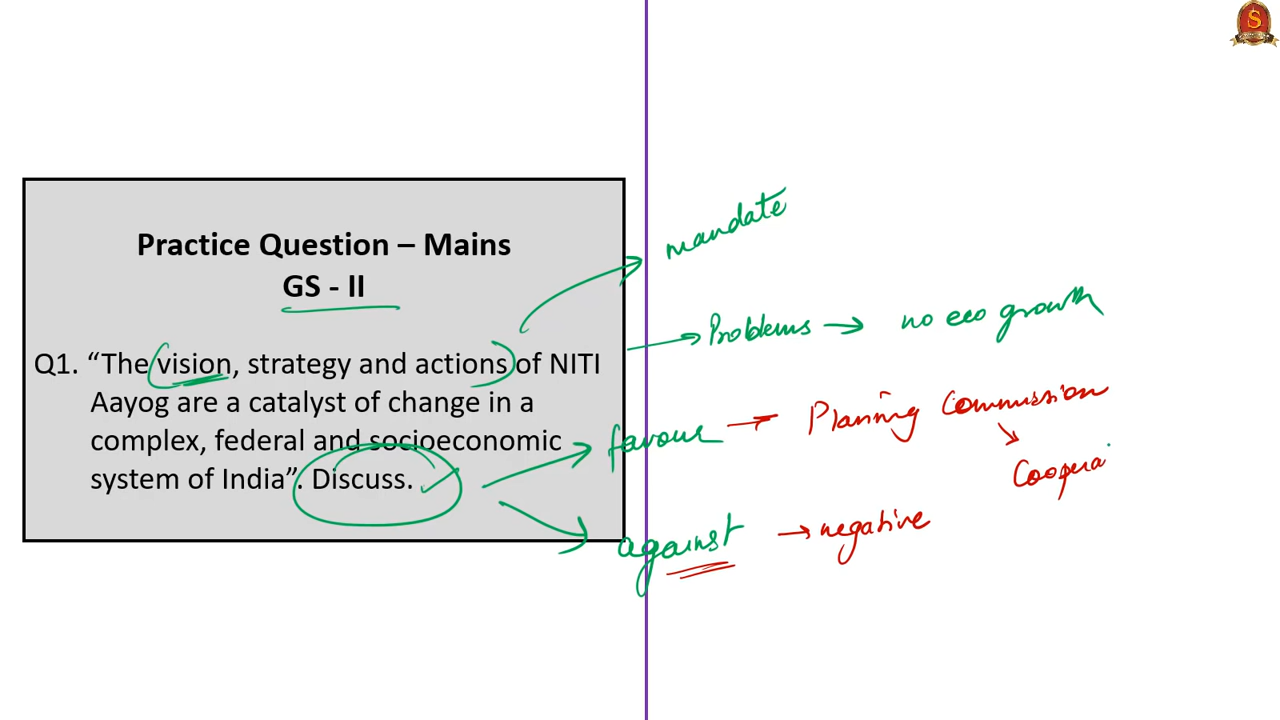 Practice Question – Mains
GS - II
Q1. “The vision, strategy and actions of NITI
Aayog are a catalyst of change in a
complex, federal and socioeconomic
system of India”. Discuss.
mandate
Problems → no eco growth
favour → Planning Commission
Coopera
against → negative
S